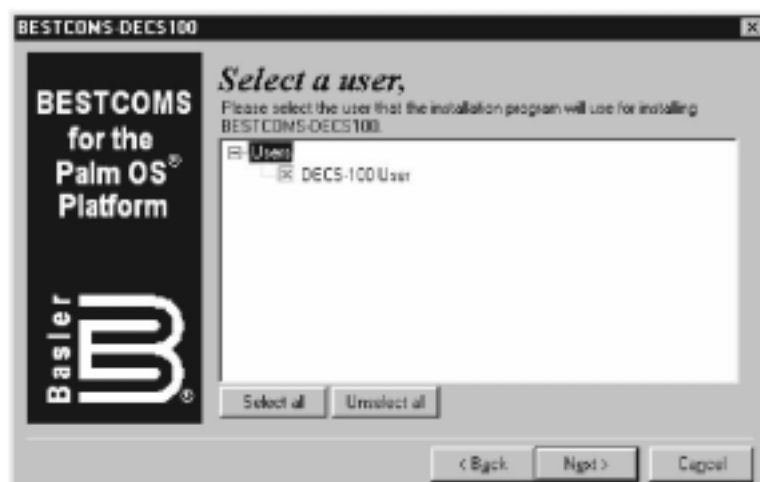 BESTCOMS-DECS100
BESTCOMS
for the
Palm OS®
Platform
Basler
®
Select a user,
Please select the user that the installation program will use for installing
BESTCOMS-DECS100.
Users
DECS-100 User
Select all
Unselect all
< Back
Next >
Cancel